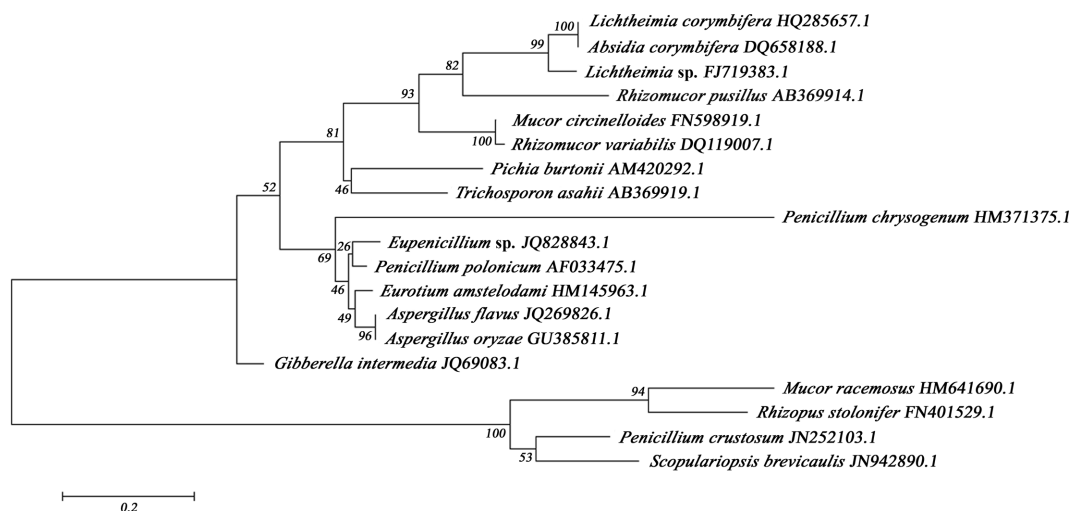 Lichtheimia corymbifera HQ285657.1
100
Absidia corymbifera DQ658188.1
99
Lichtheimia sp. FJ719383.1
82
Rhizomucor pusillus AB369914.1
93
Mucor circinelloides FN598919.1
100
Rhizomucor variabilis DQ119007.1
81
Pichia burtonii AM420292.1
46
Trichosporon asahii AB369919.1
52
Penicillium chrysogenum HM371375.1
Eupenicillium sp. JQ828843.1
26
69
Penicillium polonicum AF033475.1
46
Eurotium amstelodami HM145963.1
Aspergillus flavus JQ269826.1
49
96
Aspergillus oryzae GU385811.1
Gibberella intermedia JQ69083.1
Mucor racemosus HM641690.1
94
Rhizopus stolonifer FN401529.1
100
Penicillium crustosum JN252103.1
53
Scopulariopsis brevicaulis JN942890.1
0.2